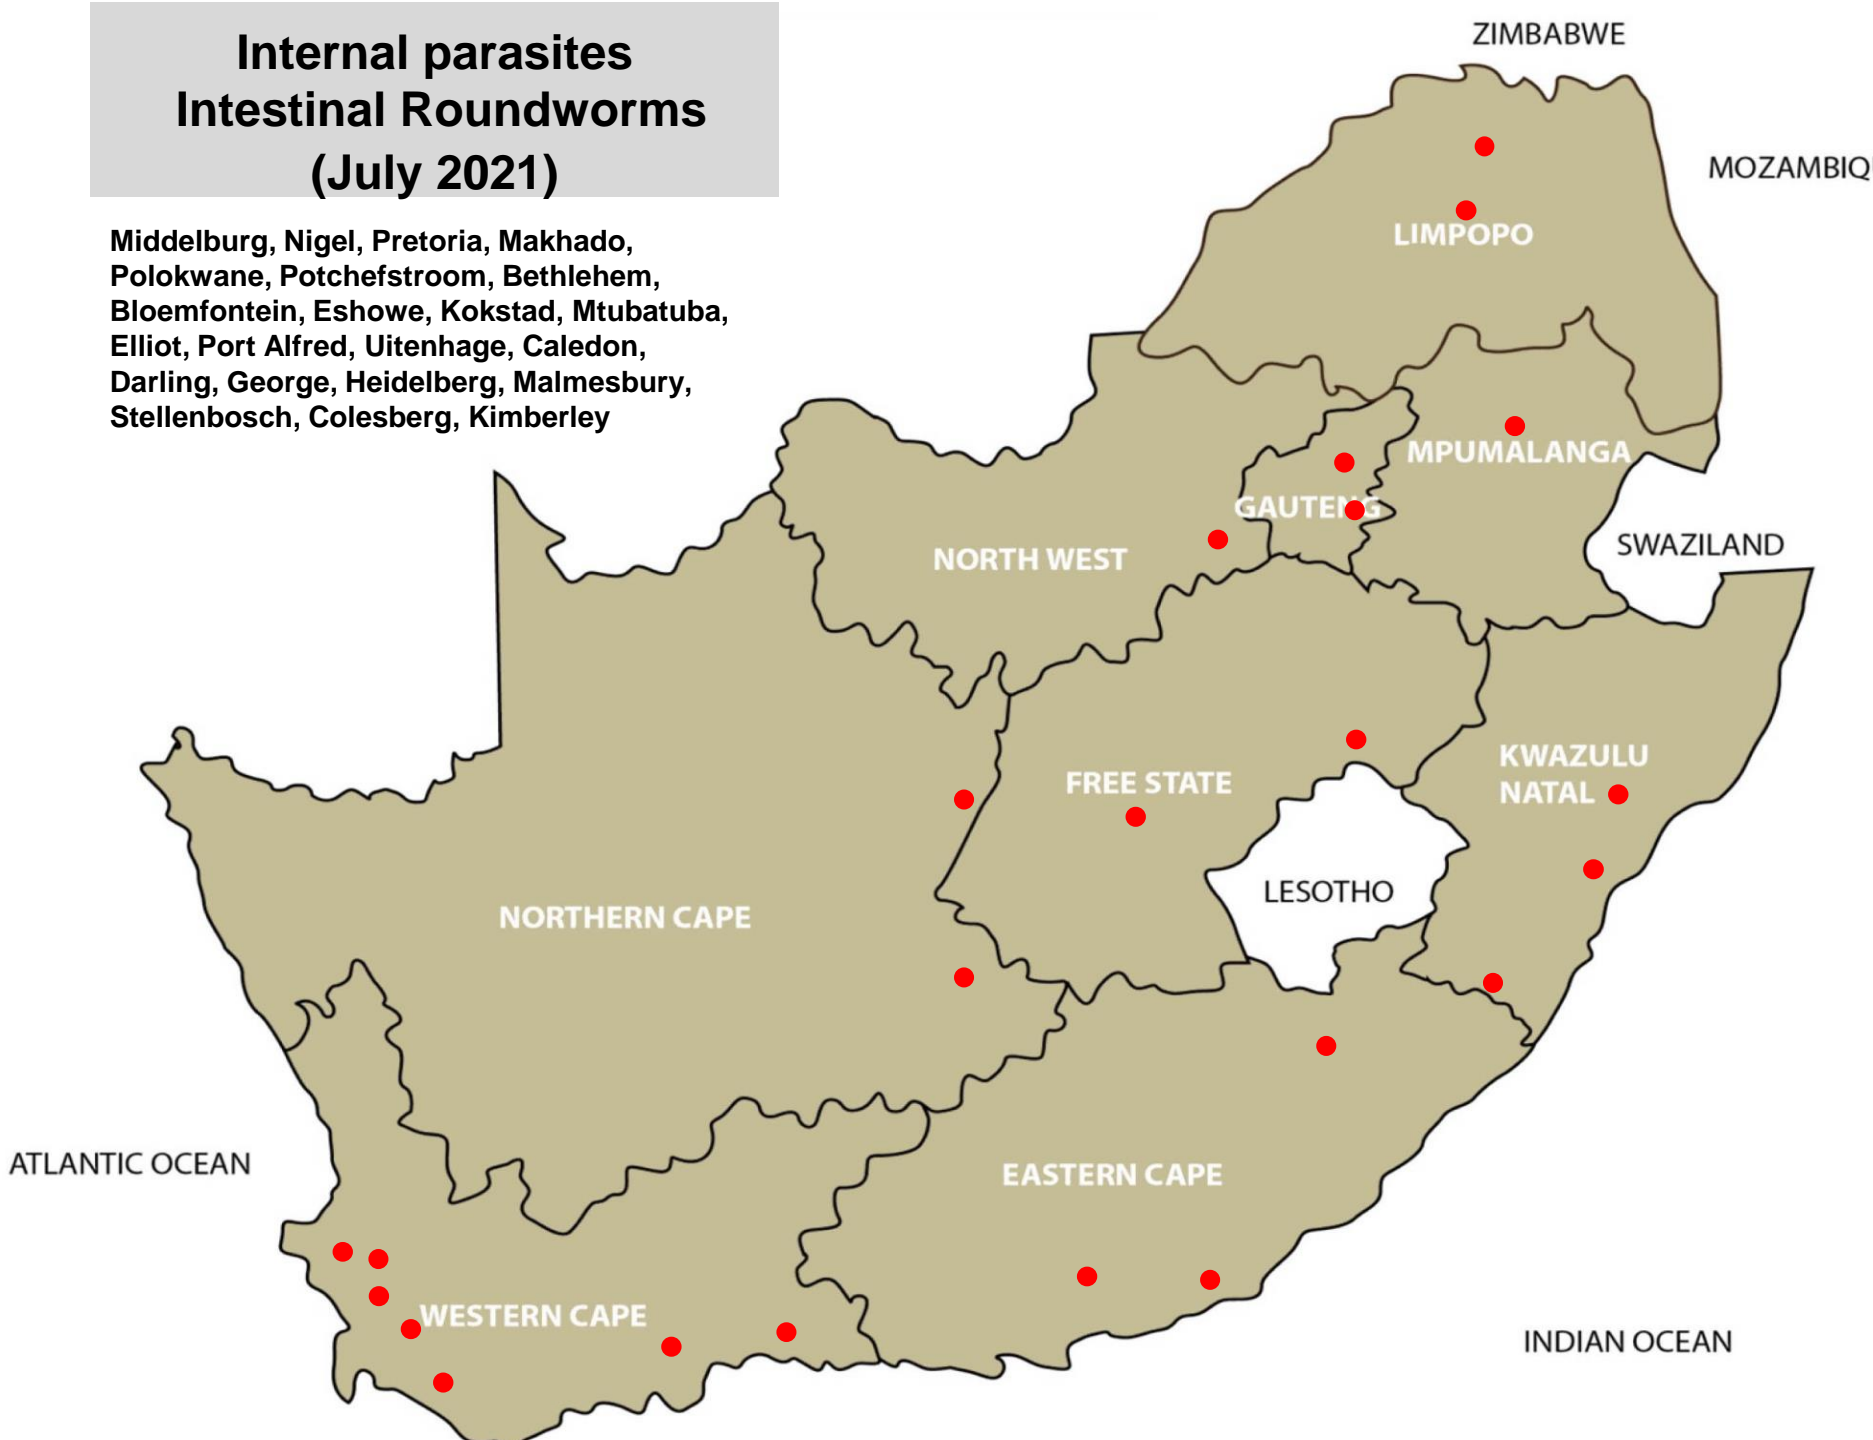 Internal parasites
Intestinal Roundworms
(July 2021)
Middelburg, Nigel, Pretoria, Makhado,
Polokwane, Potchefstroom, Bethlehem,
Bloemfontein, Eshowe, Kokstad, Mtubatuba,
Elliot, Port Alfred, Uitenhage, Caledon,
Darling, George, Heidelberg, Malmesbury,
Stellenbosch, Colesberg, Kimberley
ZIMBABWE
MOZAMBIQU
LIMPOPO
MPUMALANGA
GAUTENG
SWAZILAND
NORTH WEST
KWAZULU
NATAL
FREE STATE
LESOTHO
NORTHERN CAPE
ATLANTIC OCEAN
EASTERN CAPE
WESTERN CAPE
INDIAN OCEAN